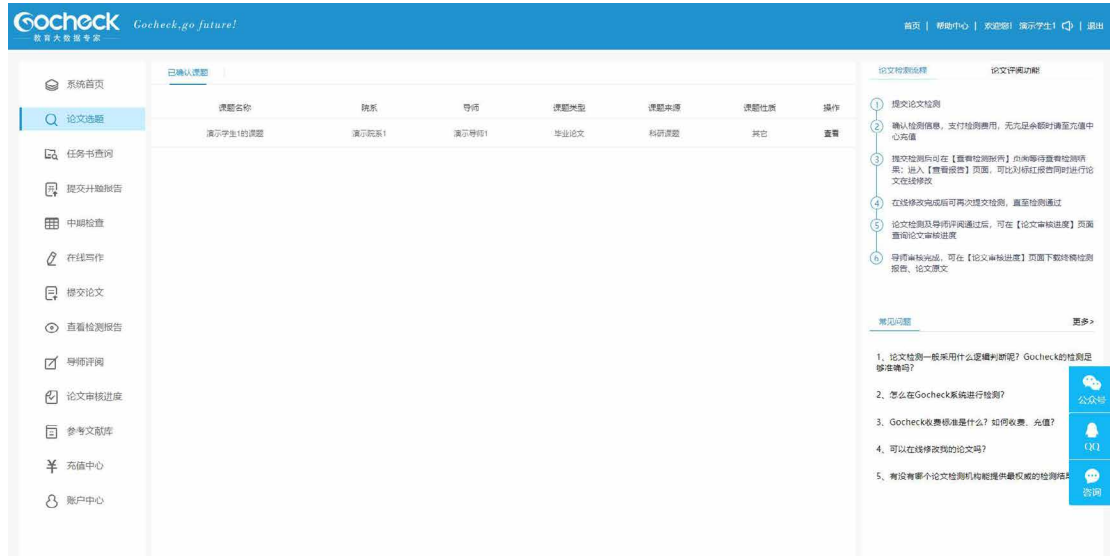 Gocheck
教育大数据专家
Gocheck,go future!
首页 | 帮助中心 | 欢迎您! 演示学生1 | 退出
系统首页
论文选题
任务书查阅
提交开题报告
中期检查
在线写作
提交论文
查看检测报告
导师评阅
论文审核进度
参考文献库
充值中心
账户中心
已确认课题
课题名称 院系 导师 课题类型 课题来源 课题性质 操作
演示学生1的课题 演示院系1 演示导师1 毕业论文 科研课题 其它 查看
论文检测流程 论文评阅功能
1 提交论文检测
2 确认检测信息，支付检测费用，无充足余额时请至充值中
心充值
3 提交检测后可在【查看检测报告】页面等待查看检测结
果；进入【查看报告】页面，可比对标红报告同时进行论
文在线修改
4 在线修改完成后可再次提交检测，直至检测通过
5 论文检测及导师评阅通过后，可在【论文审核进度】页面
查询论文审核进度
6 导师审核完成，可在【论文审核进度】页面下载终稿检测
报告、论文原文
常见问题 更多>
1、论文检测一般采用什么逻辑判断呢? Gocheck的检测足
够准确吗?
2、怎么在Gocheck系统进行检测?
3、Gocheck收费标准是什么? 如何收费、充值?
4、可以在线修改我的论文吗?
5、有没有哪个论文检测机构能提供最权威的检测结
公众号
QQ
咨询